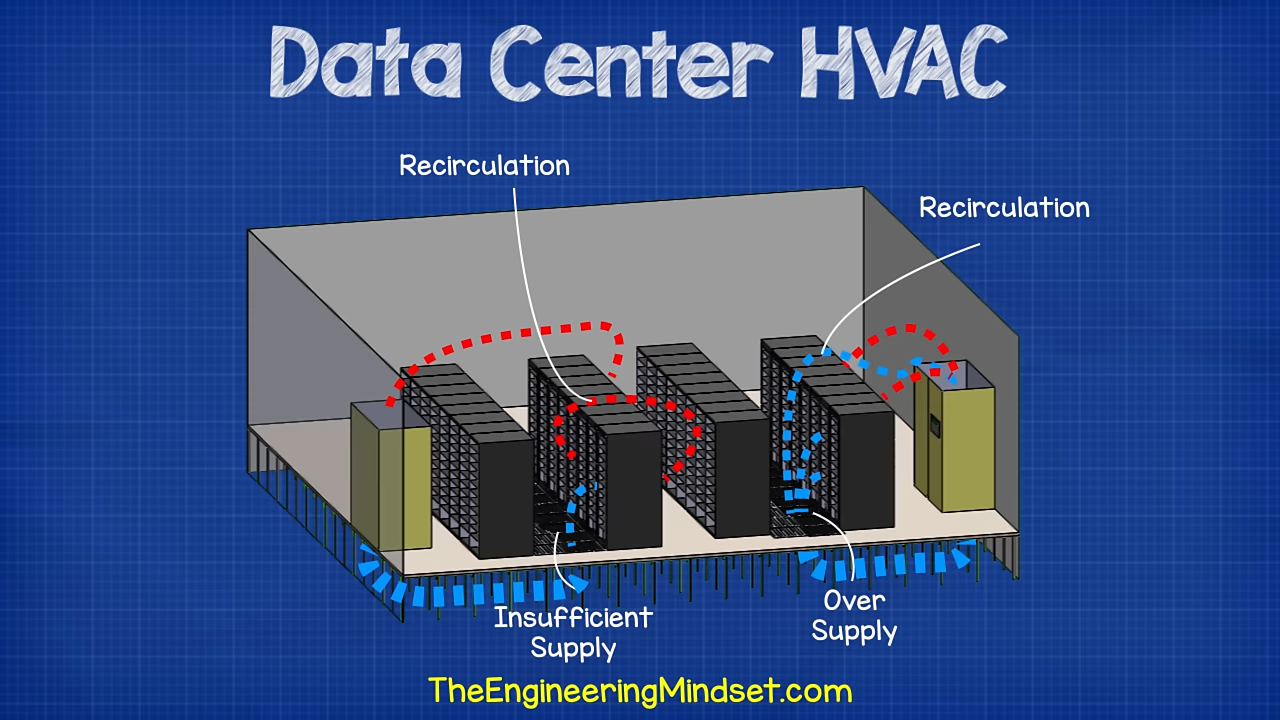 Data Center HVAC
Recirculation
Recirculation
Insufficient
Supply
Over
Supply
TheEngineeringMindset.com